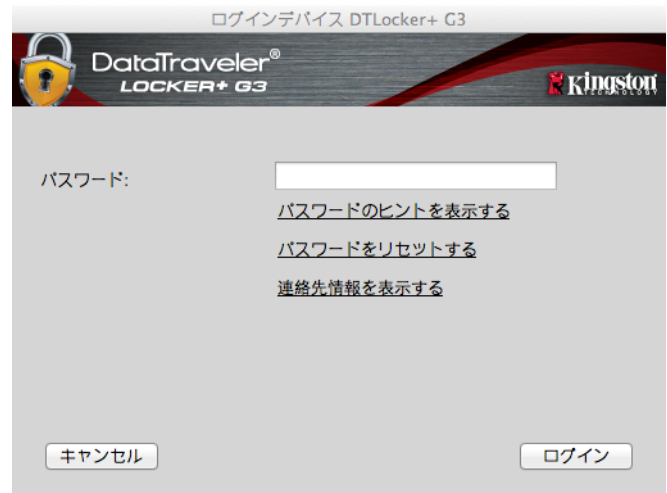 ログインデバイス DTLocker+ G3
DataTraveler®
LOCKER+ G3
Kingston
TECHNOLOGY
パスワード:
パスワードのヒントを表示する
パスワードをリセットする
連絡先情報を表示する
キャンセル
ログイン